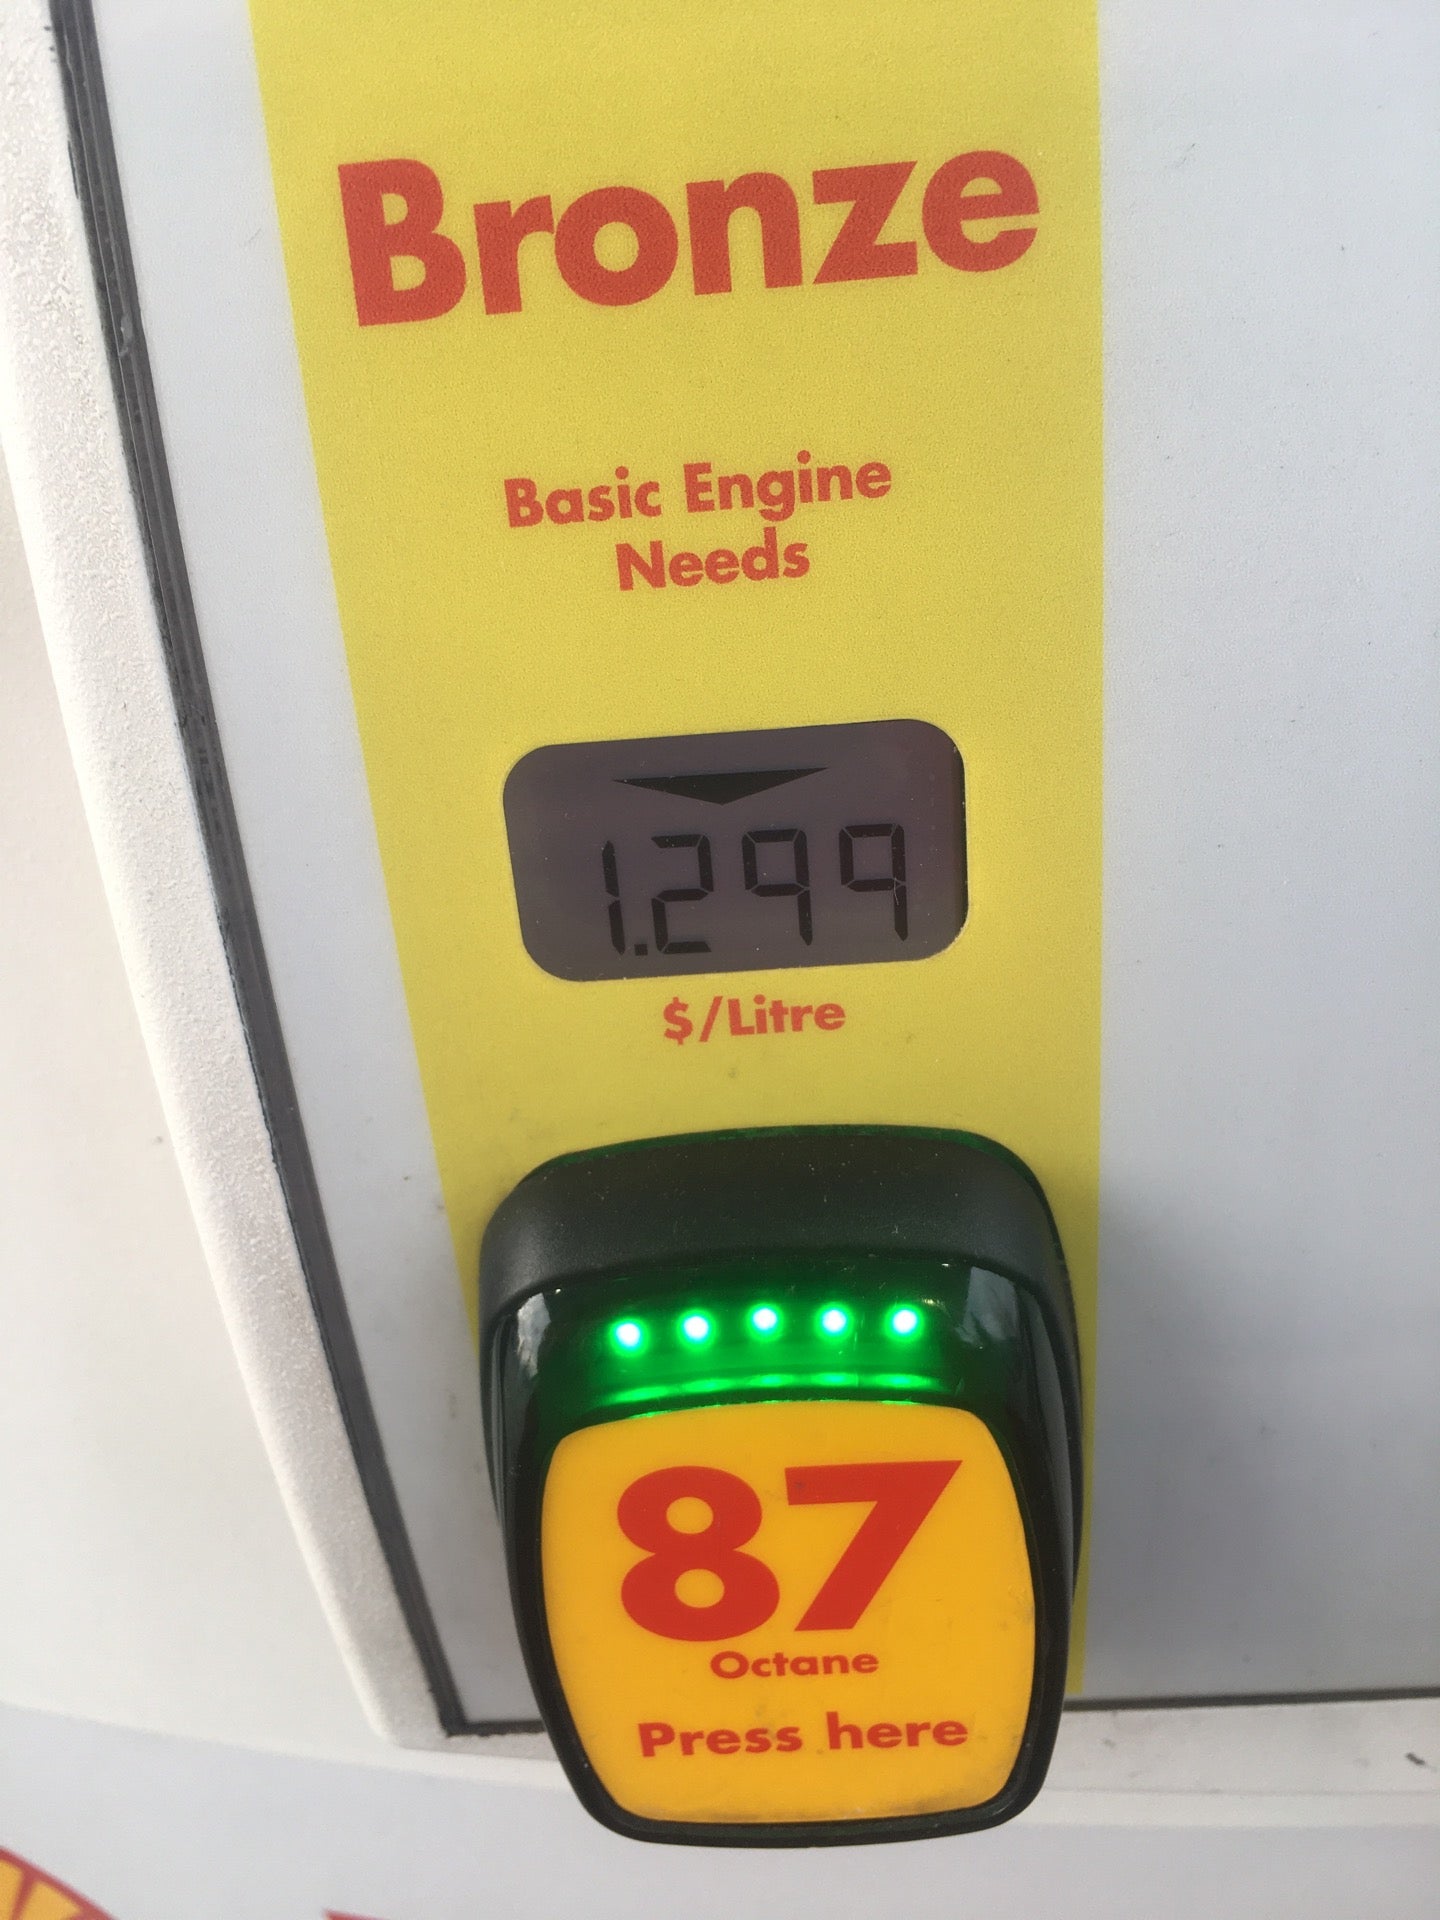 Bronze
Basic Engine
Needs
1.299
$/Litre
87
Octane
Press here